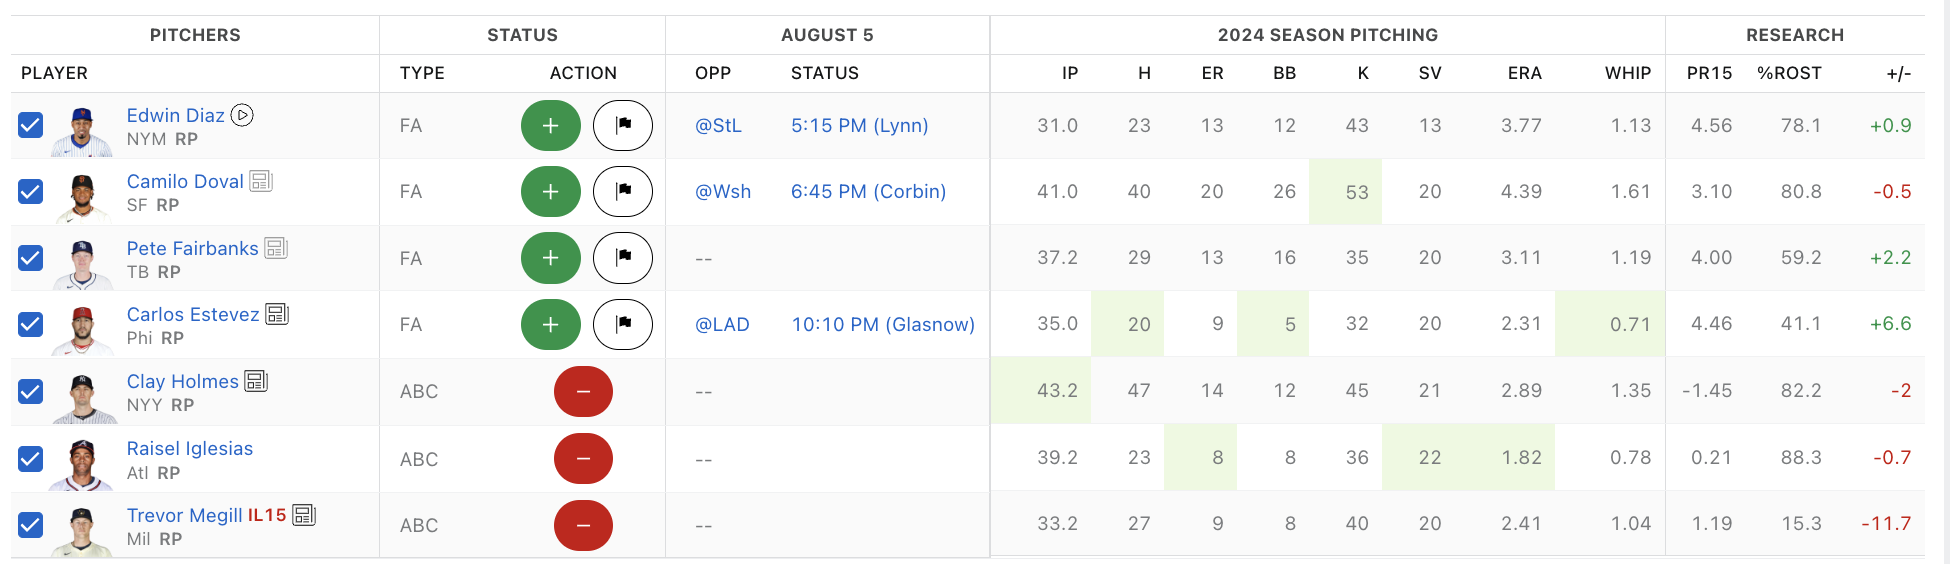 PITCHERS STATUS AUGUST 5 2024 SEASON PITCHING RESEARCH
PLAYER TYPE ACTION OPP STATUS IP H ER BB K SV ERA WHIP PR15 %ROST +/-
Edwin Diaz FA @StL 5:15 PM (Lynn) 31.0 23 13 12 43 13 3.77 1.13 4.56 78.1 +0.9
NYM RP
Camilo Doval FA @Wsh 6:45 PM (Corbin) 41.0 40 20 26 53 20 4.39 1.61 3.10 80.8 -0.5
SF RP
Pete Fairbanks FA -- 37.2 29 13 16 35 20 3.11 1.19 4.00 59.2 +2.2
TB RP
Carlos Estevez FA @LAD 10:10 PM (Glasnow) 35.0 20 9 5 32 20 2.31 0.71 4.46 41.1 +6.6
Phi RP
Clay Holmes ABC -- 43.2 47 14 12 45 21 2.89 1.35 -1.45 82.2 -2
NYY RP
Raisel Iglesias ABC -- 39.2 23 8 8 36 22 1.82 0.78 0.21 88.3 -0.7
Atl RP
Trevor Megill IL15 ABC -- 33.2 27 9 8 40 20 2.41 1.04 1.19 15.3 -11.7
Mil RP